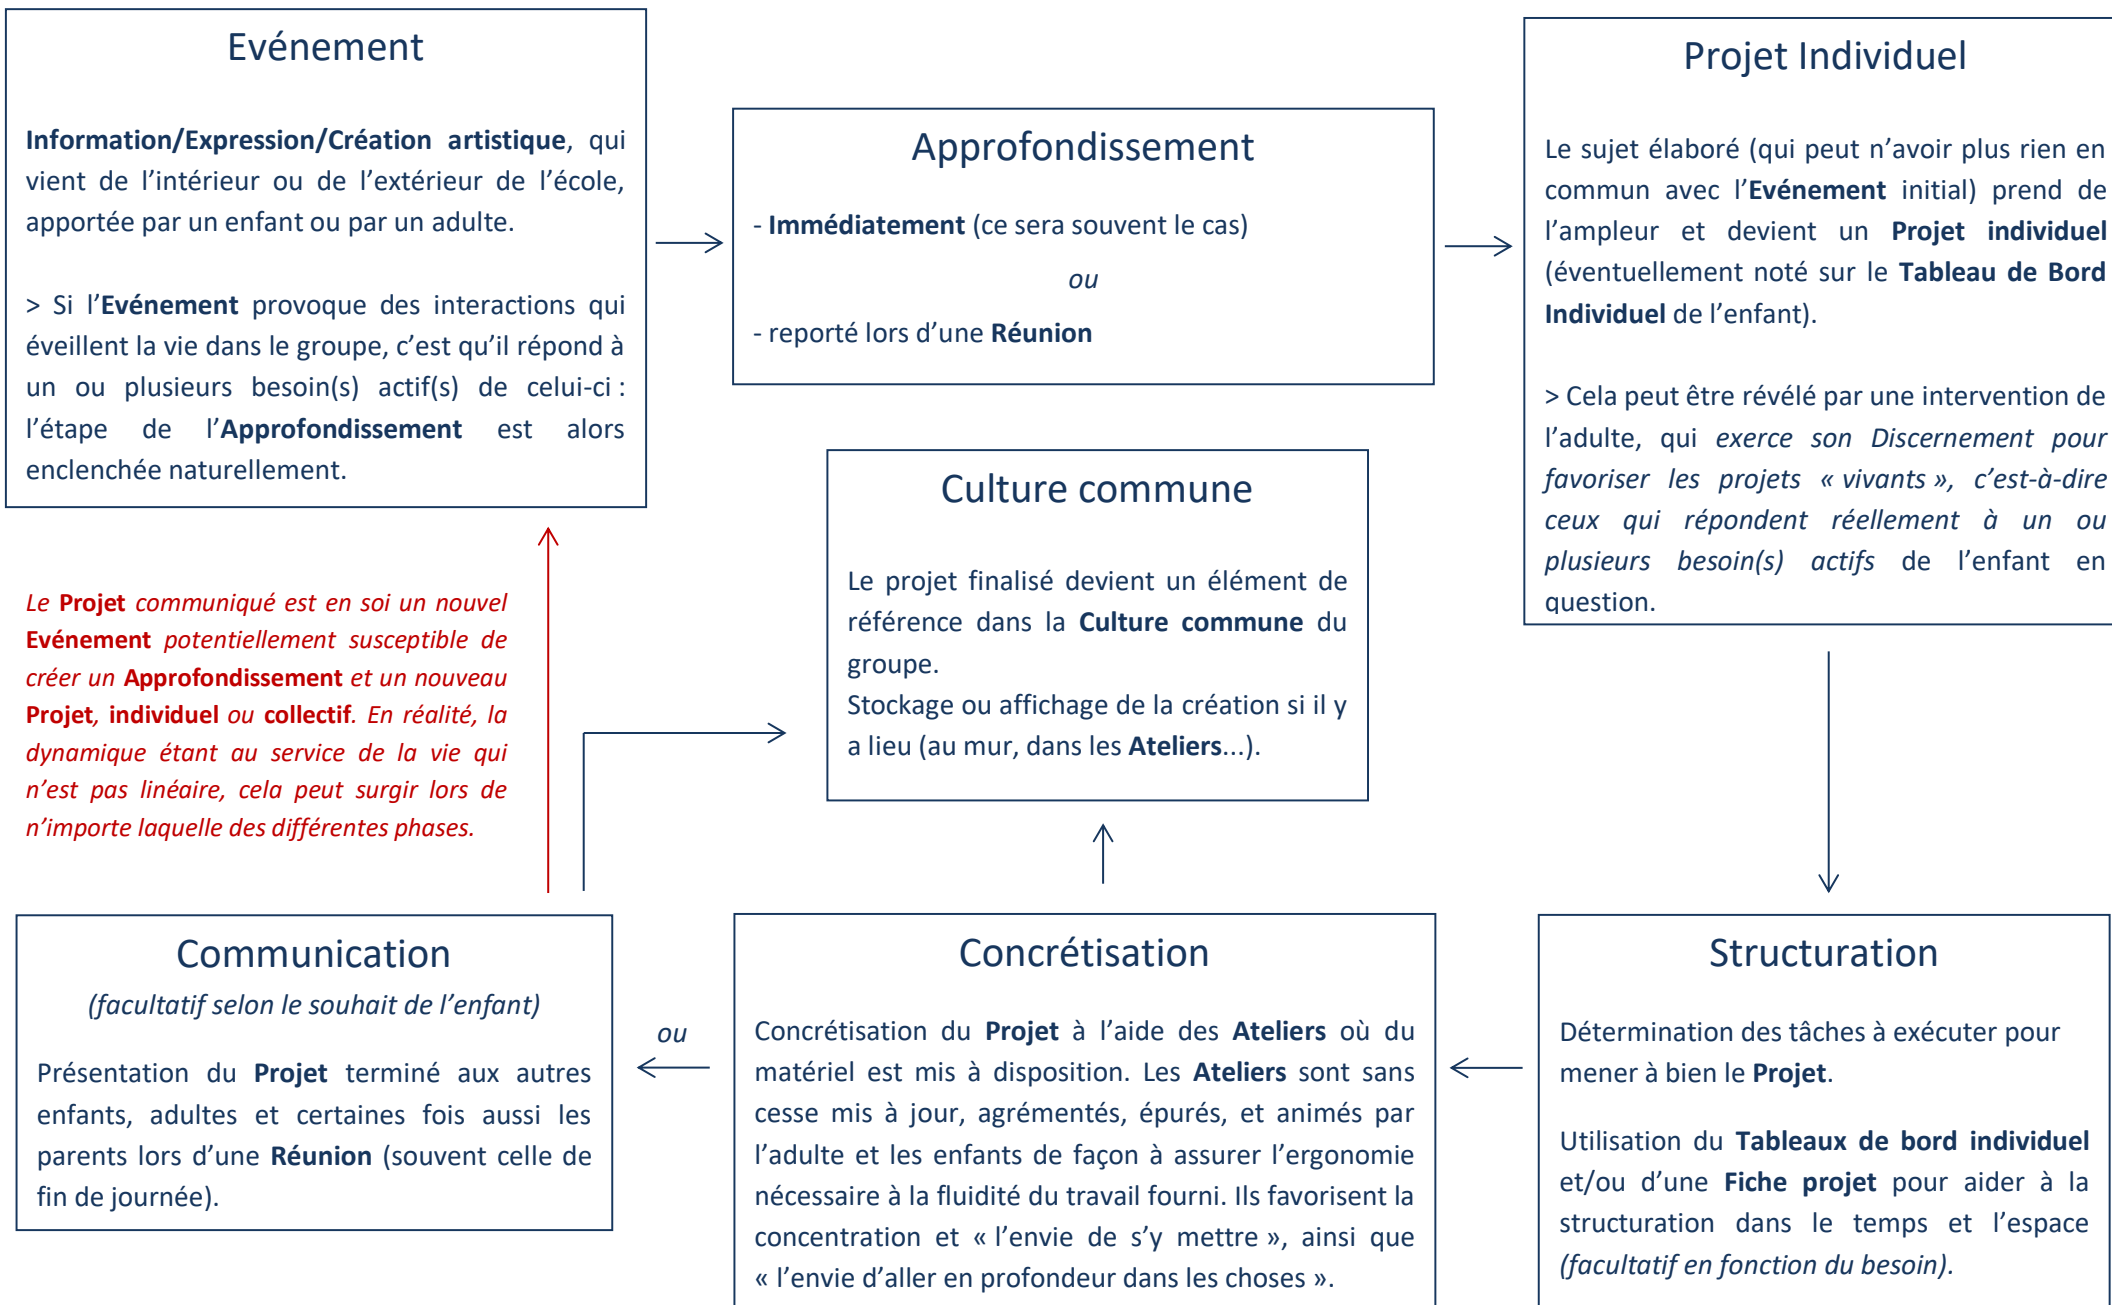 Evénement
Information/Expression/Création artistique, qui
vient de l’intérieur ou de l’extérieur de l’école,
apportée par un enfant ou par un adulte.
> Si l’Evénement provoque des interactions qui
éveillent la vie dans le groupe, c’est qu’il répond à
un ou plusieurs besoin(s) actif(s) de celui-ci :
l’étape de l’Approfondissement est alors
enclenchée naturellement.
Approfondissement
- Immédiatement (ce sera souvent le cas)
ou
- reporté lors d’une Réunion
Projet Individuel
Le sujet élaboré (qui peut n’avoir plus rien en
commun avec l’Evénement initial) prend de
l’ampleur et devient un Projet individuel
(éventuellement noté sur le Tableau de Bord
Individuel de l’enfant).
> Cela peut être révélé par une intervention de
l’adulte, qui exerce son Discernement pour
favoriser les projets « vivants », c’est-à-dire
ceux qui répondent réellement à un ou
plusieurs besoin(s) actifs de l’enfant en
question.
Culture commune
Le projet finalisé devient un élément de
référence dans la Culture commune du
groupe.
Stockage ou affichage de la création si il y
a lieu (au mur, dans les Ateliers...).
Le Projet communiqué est en soi un nouvel
Evénement potentiellement susceptible de
créer un Approfondissement et un nouveau
Projet, individuel ou collectif. En réalité, la
dynamique étant au service de la vie qui
n’est pas linéaire, cela peut surgir lors de
n’importe laquelle des différentes phases.
Communication
(facultatif selon le souhait de l’enfant)
Présentation du Projet terminé aux autres
enfants, adultes et certaines fois aussi les
parents lors d’une Réunion (souvent celle de
fin de journée).
ou
Concrétisation
Concrétisation du Projet à l’aide des Ateliers où du
matériel est mis à disposition. Les Ateliers sont sans
cesse mis à jour, agrémentés, épurés, et animés par
l’adulte et les enfants de façon à assurer l’ergonomie
nécessaire à la fluidité du travail fourni. Ils favorisent la
concentration et « l’envie de s’y mettre », ainsi que
« l’envie d’aller en profondeur dans les choses ».
Structuration
Détermination des tâches à exécuter pour
mener à bien le Projet.
Utilisation du Tableaux de bord individuel
et/ou d’une Fiche projet pour aider à la
structuration dans le temps et l’espace
(facultatif en fonction du besoin).